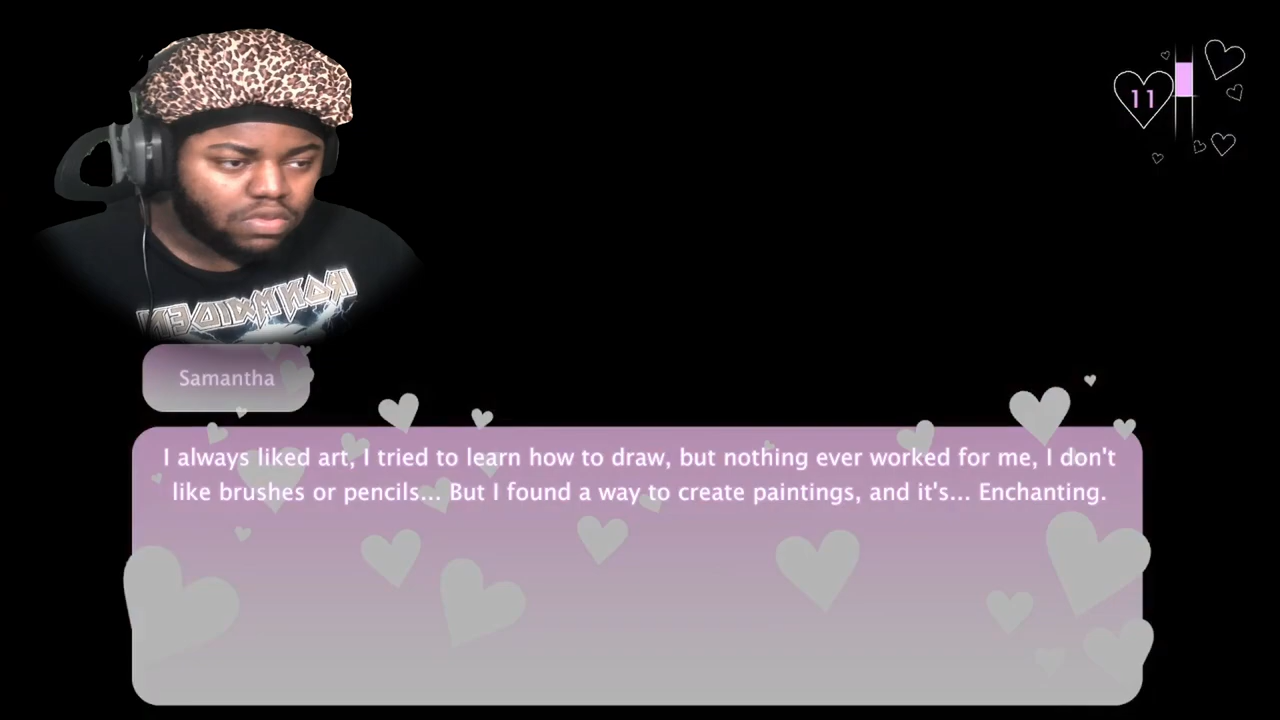 11
Samantha
I always liked art, I tried to learn how to draw, but nothing ever worked for me, I don't
like brushes or pencils... But I found a way to create paintings, and it's... Enchanting.